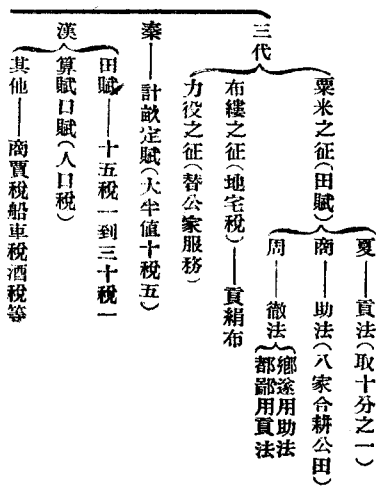 三代
粟米之征（田賦）
夏——貢法（取十分之一）
商——助法（八家合耕公田）
周——徹法
鄉遂用助法
都鄙用貢法
布縷之征（地宅稅）——貢絹布
力役之征（替公家服務）
秦——計畝定賦（大半值十稅五）
漢
田賦——十五稅一到三十稅一
算賦口賦（人口稅）
其他——商賈稅船車稅酒稅等